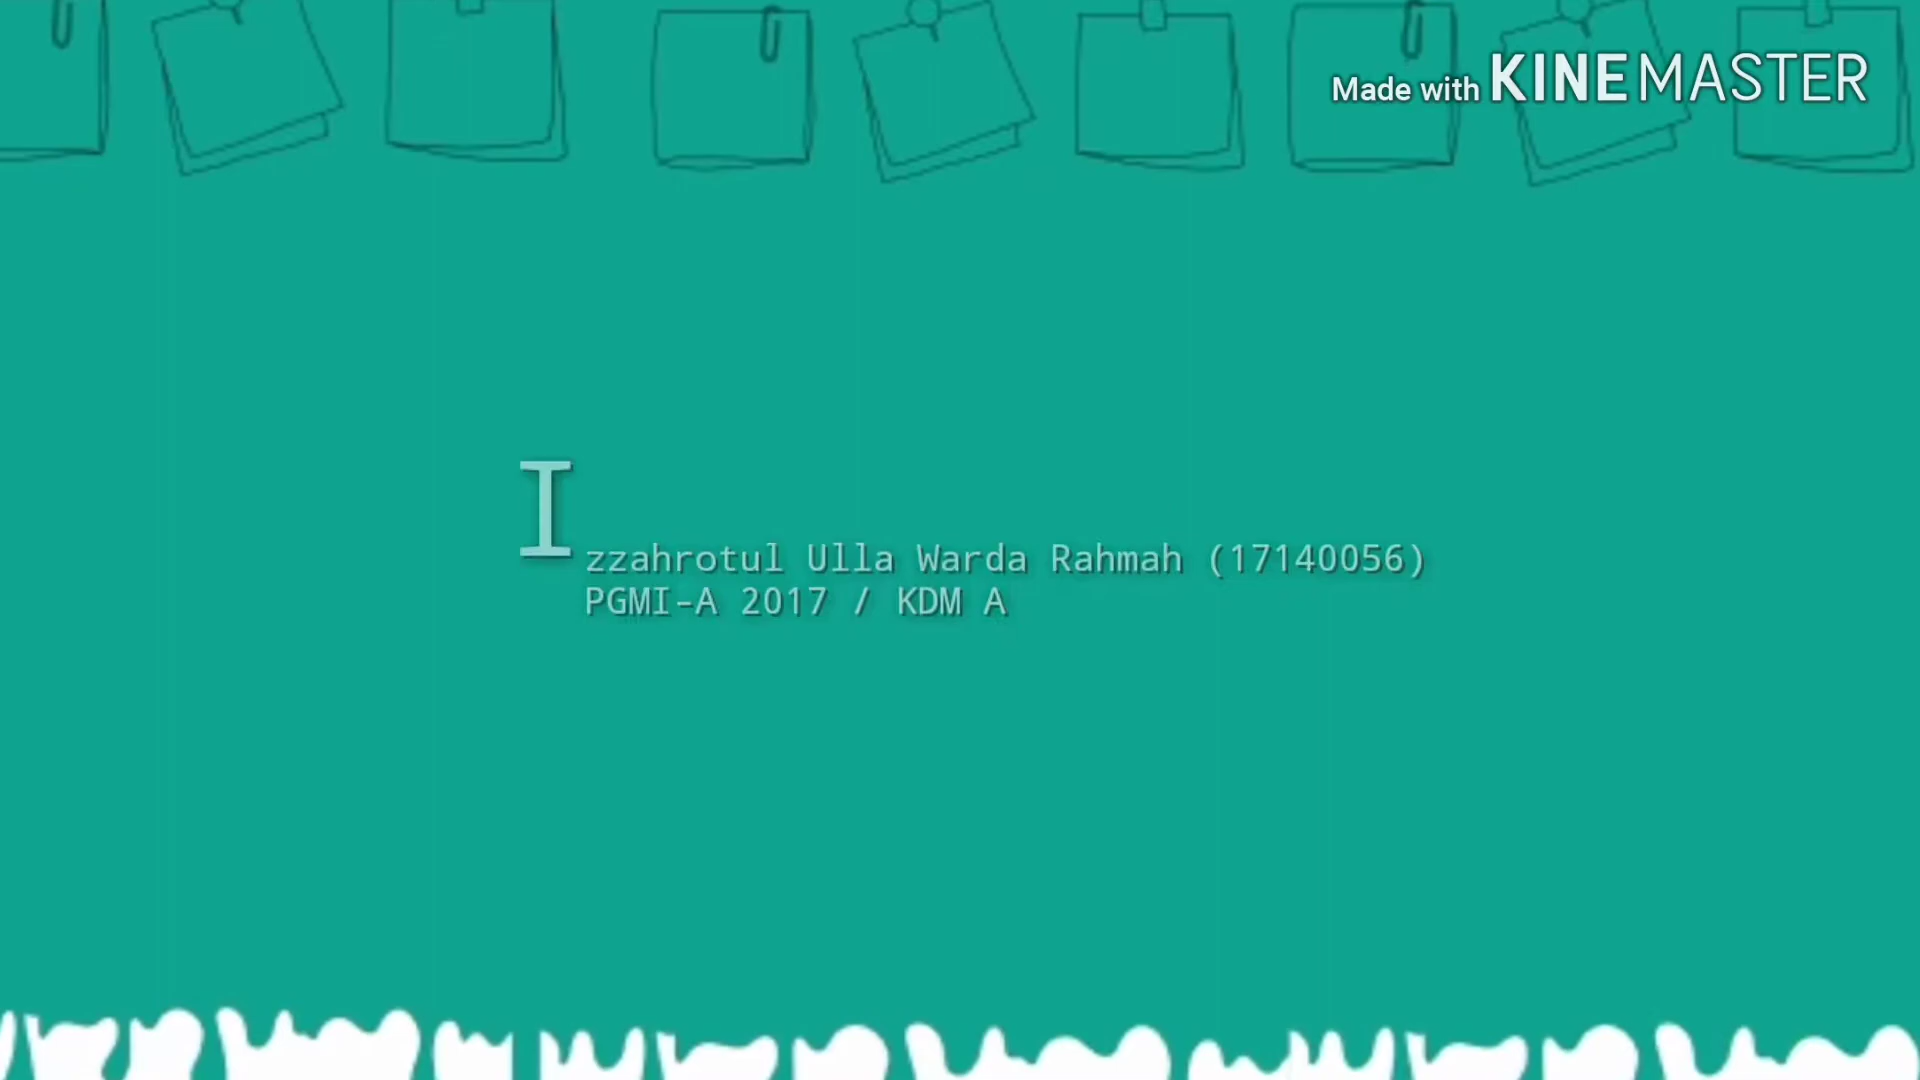 Made with KINEMASTER
Izzahrotul Ulla Warda Rahmah (17140056)
PGMI-A 2017 / KDM A